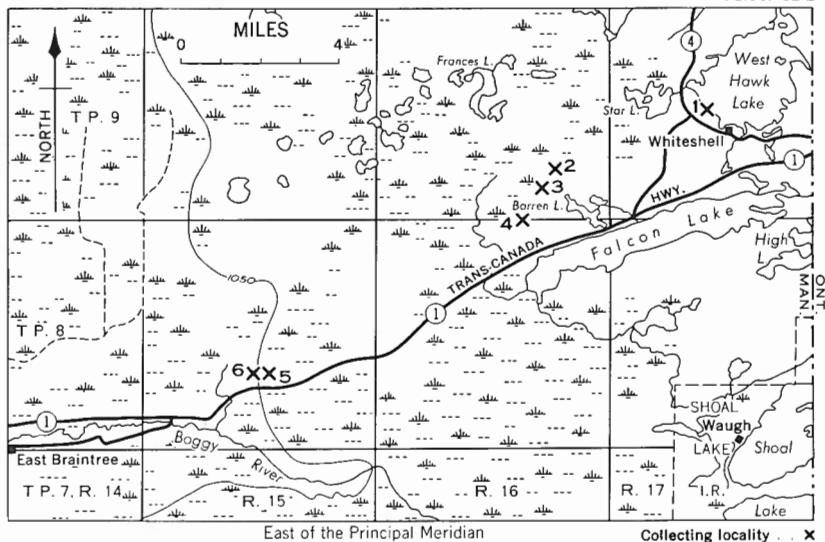 MILES
0 4
NORTH
T P. 9
Frances L.
4
West
Hawk
Lake
Star L.
1
Whiteshell
2
3
Barren L.
4
1
HWY.
TRANS-CANADA
Falcon Lake
High
L.
ONT
MAN
1050
1
T P. 8
6 5
1
SHOAL
Waugh
LAKE
Shoal
Boggy
River
East Braintree
T P. 7, R. 14
R. 15
R. 16
R. 17
I.R.
Lake
East of the Principal Meridian
Collecting locality . . x